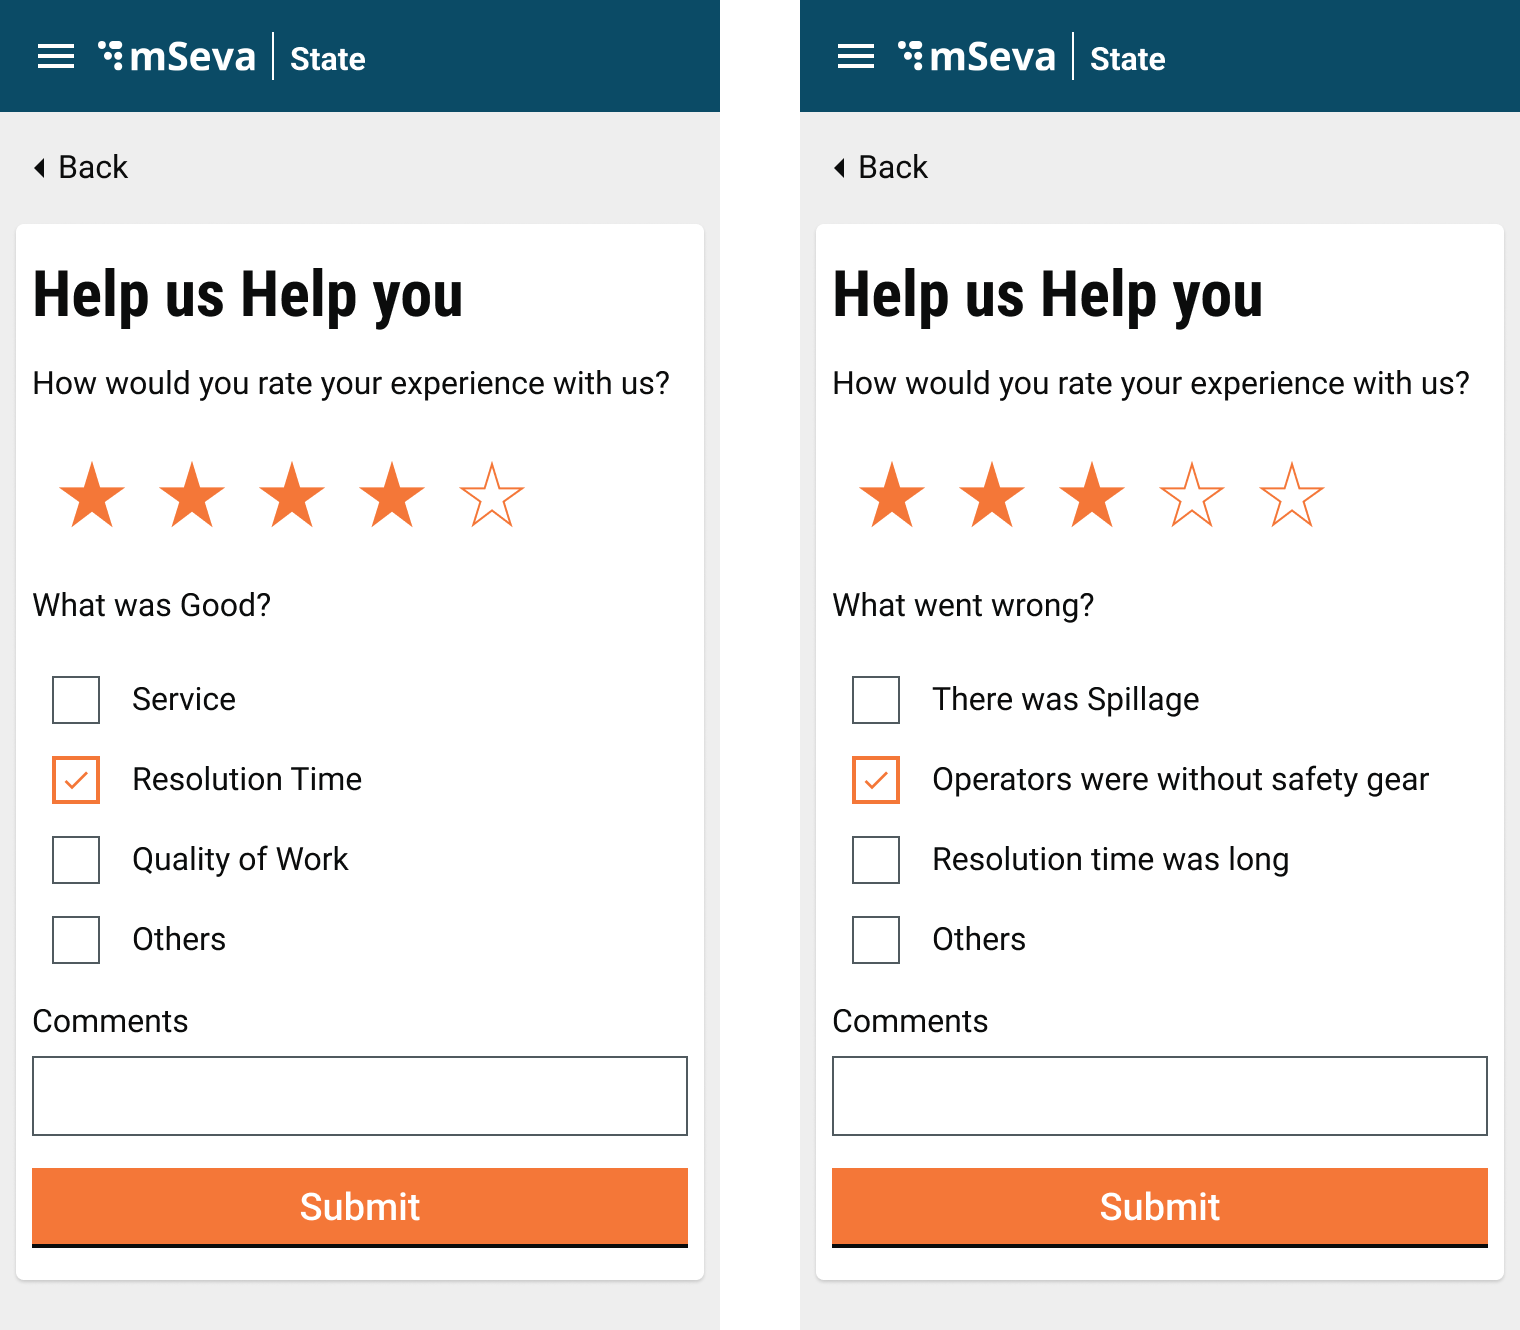 mSeva | State
Back
Help us Help you
How would you rate your experience with us?
What was Good?
Service
Resolution Time
Quality of Work
Others
Comments
Submit
mSeva | State
Back
Help us Help you
How would you rate your experience with us?
What went wrong?
There was Spillage
Operators were without safety gear
Resolution time was long
Others
Comments
Submit